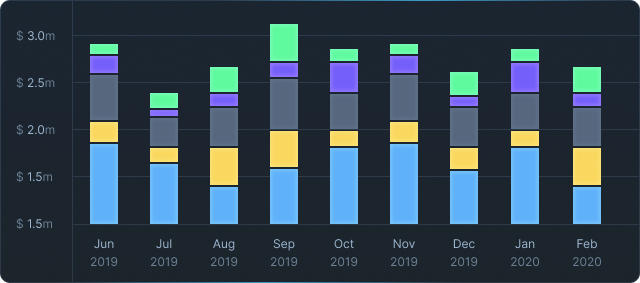 $ 3.0m
$ 2.5m
$ 2.0m
$ 1.5m
$ 1.5m
Jun Jul Aug Sep Oct Nov Dec Jan Feb
2019 2019 2019 2019 2019 2019 2019 2020 2020